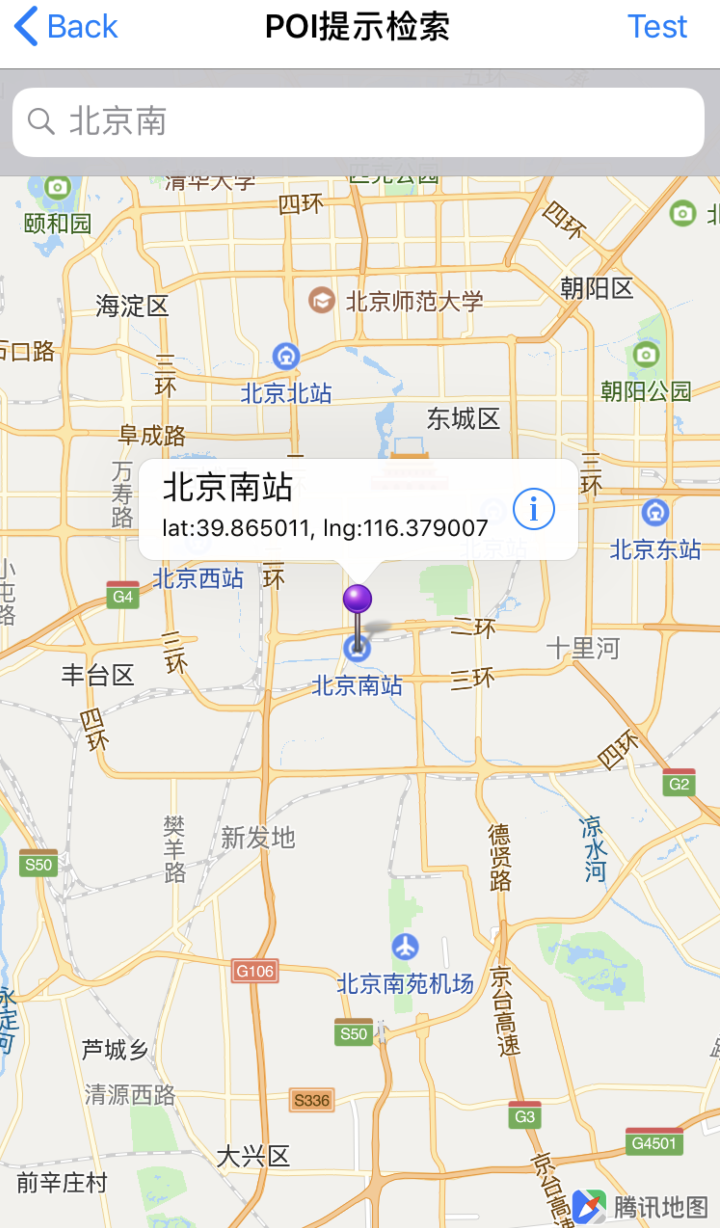 Back
POI提示检索
Test
北京南
清华大学
四环
四环
颐和园
海淀区
北京师范大学
朝阳区
三环
北京北站
朝阳公园
东城区
阜成路
万寿路
三环
北京南站
lat:39.865011, lng:116.379007
北京东站
北京西站
环
G4
二环
三环
十里河
丰台区
北京南站
三环
四环
四环
G2
樊羊路
新发地
德贤路
凉水河
S50
G106
北京南苑机场
永定河
京台高速
S50
芦城乡
清源西路
S336
G3
G4501
大兴区
前辛庄村
京台高速
腾讯地图